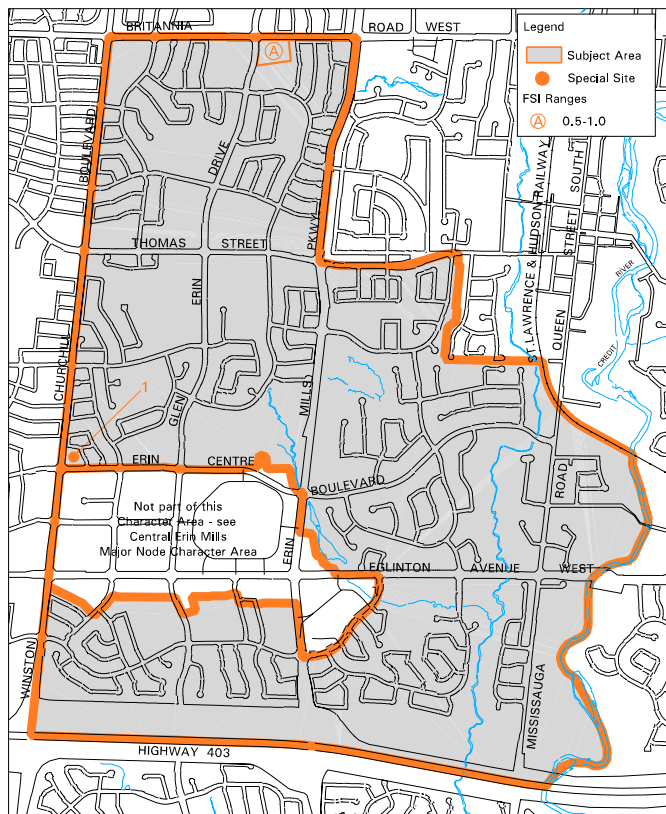 BRITANNIA ROAD WEST
Legend
Subject Area
Special Site
FSI Ranges
A 0.5-1.0
A
BOULEVARD
DRIVE
PKWY
ST.LAWRENCE & HUDSON RAILWAY
STREET SOUTH
THOMAS STREET
RIVER
ERIN
QUEEN
CREDIT
CHURCHILL
1
MILLS
GLEN
ERIN CENTRE
BOULEVARD
ROAD
Not part of this
Character Area - see
Central Erin Mills
Major Node Character Area
ERIN
EGLINTON AVENUE WEST
WINSTON
MISSISSAUGA
HIGHWAY 403